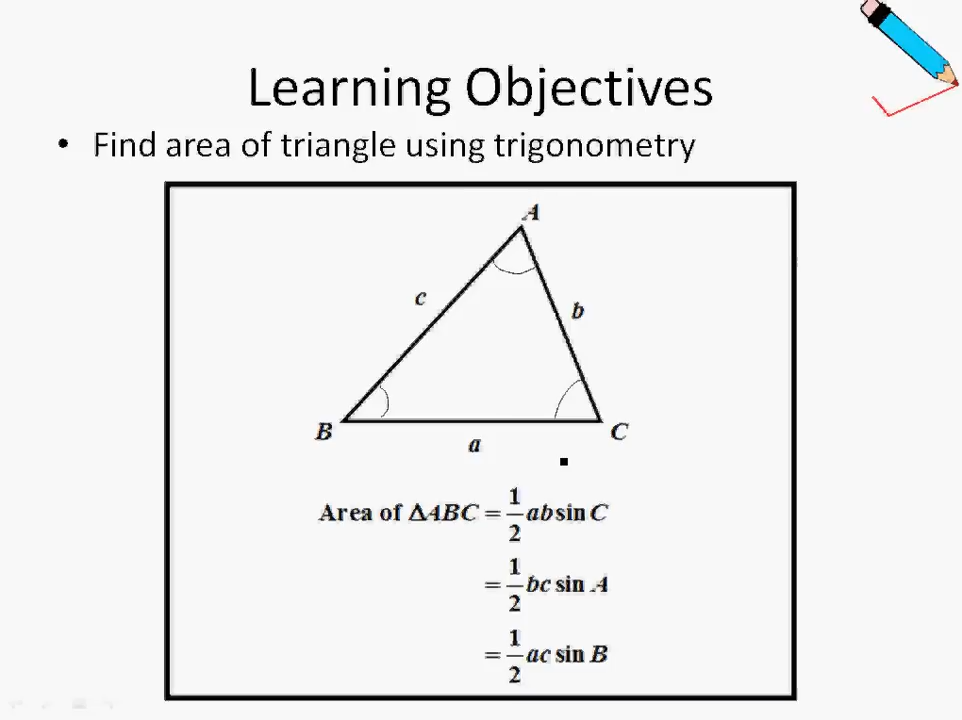 Learning Objectives
• Find area of triangle using trigonometry
A
c
b
B
C
a
Area of ΔABC = 1/2 ab sin C
= 1/2 bc sin A
= 1/2 ac sin B